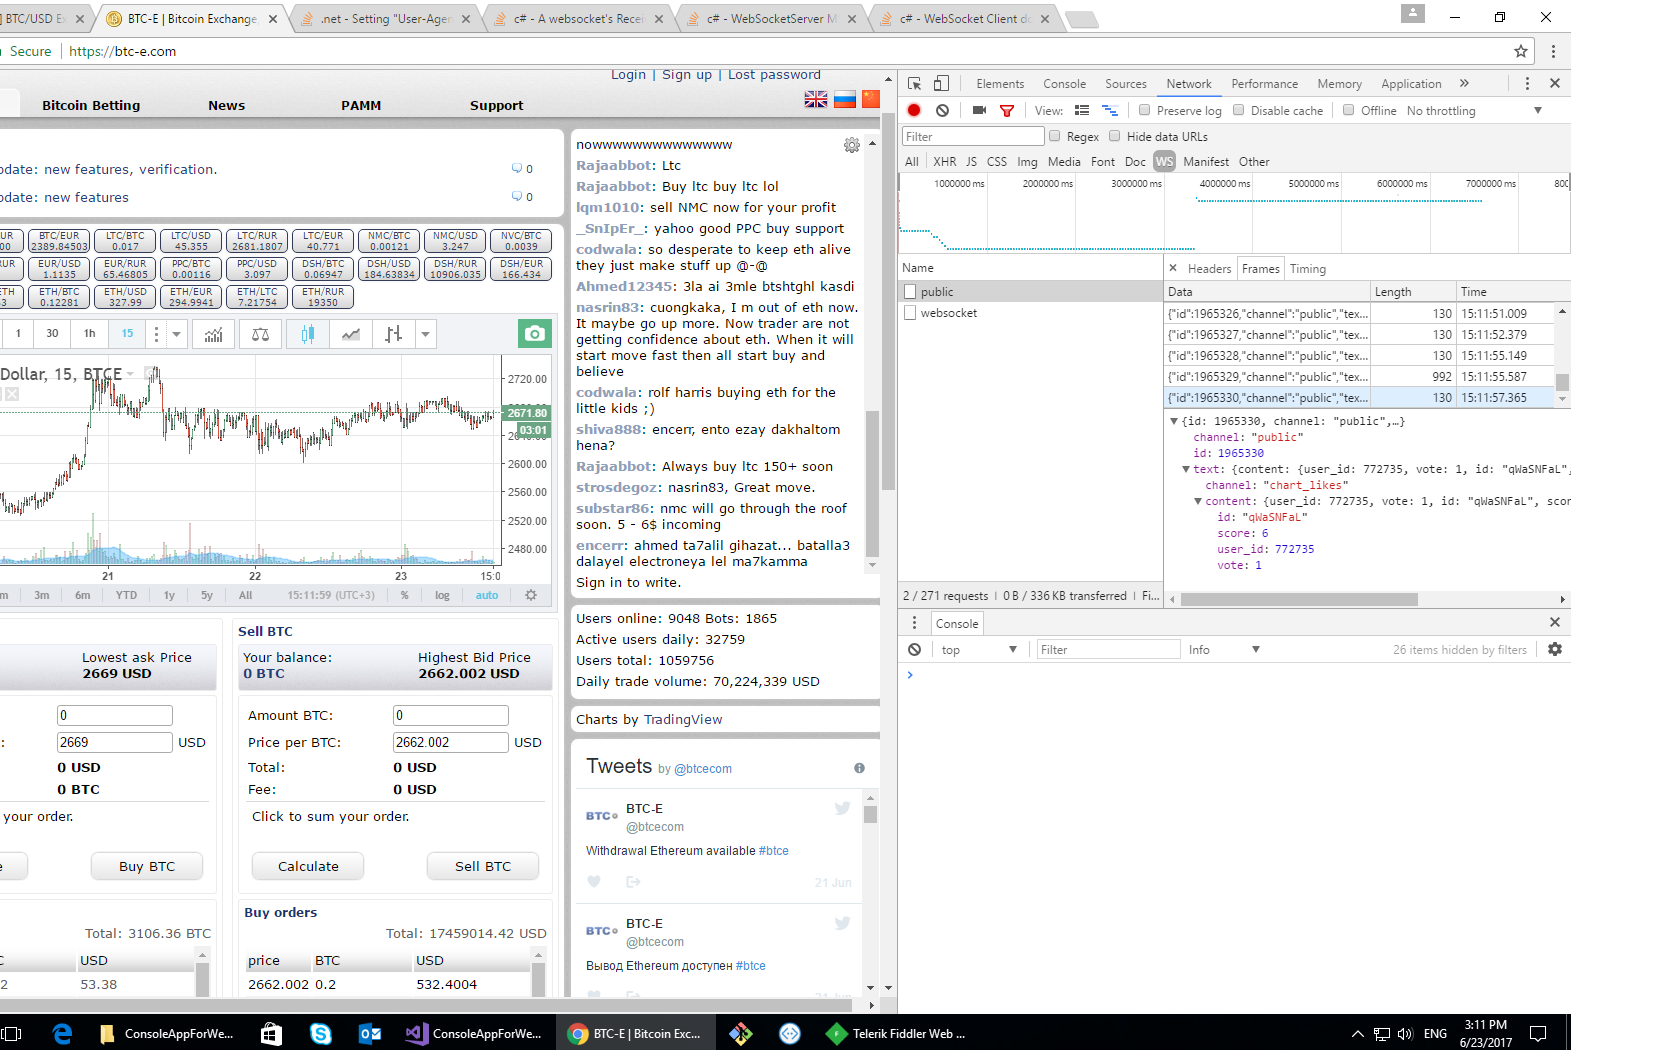 ] BTC/USD Ex
BTC-E | Bitcoin Exchange,
.net - Setting "User-Agen
c# - A websocket's Recei
c# - WebSocketServer M
c# - WebSocket Client do
Secure
https://btc-e.com
Login | Sign up | Lost password
Bitcoin Betting
News
PAMM
Support
pdate: new features, verification.
0
pdate: new features
0
BTC/EUR
2389.84503
LTC/BTC
0.017
LTC/USD
45.355
LTC/RUR
2681.1807
LTC/EUR
40.771
NMC/BTC
0.00121
NMC/USD
3.247
NVC/BTC
0.0039
EUR/USD
1.1135
EUR/RUR
65.46805
PPC/BTC
0.00116
PPC/USD
3.097
DSH/BTC
0.06947
DSH/USD
184.63834
DSH/RUR
10906.035
DSH/EUR
166.434
ETH/BTC
0.12281
ETH/USD
327.99
ETH/EUR
294.9941
ETH/LTC
7.21754
ETH/RUR
19350
1
30
1h
15
Dollar, 15, BTCE
2720.00
2671.80
03:01
2600.00
2560.00
2520.00
2480.00
21
22
23
15:0
m
3m
6m
YTD
1y
5y
All
15:11:59 (UTC+3)
%
log
auto
Lowest ask Price
2669 USD
0
2669 USD
0 USD
0 BTC
your order.
Buy BTC
Total: 3106.36 BTC
USD
53.38
Sell BTC
Your balance:
0 BTC
Highest Bid Price
2662.002 USD
Amount BTC: 0
Price per BTC: 2662.002 USD
Total: 0 USD
Fee: 0 USD
Click to sum your order.
Calculate
Sell BTC
Buy orders
Total: 17459014.42 USD
price BTC USD
2662.002 0.2 532.4004
nowwwwwwwwwwwwwww
Rajaabbot: Ltc
Rajaabbot: Buy ltc buy ltc lol
lqm1010: sell NMC now for your profit
_SnIpEr_: yahoo good PPC buy support
codwala: so desperate to keep eth alive
they just make stuff up @-@
Ahmed12345: 3la ai 3mle btshtghl kasdi
nasrin83: cuongkaka, I m out of eth now.
It maybe go up more. Now trader are not
getting confidence about eth. When it will
start move fast then all start buy and
believe
codwala: rolf harris buying eth for the
little kids ;)
shiva888: encerr, ento ezay dakhaltom
hena?
Rajaabbot: Always buy ltc 150+ soon
strosdegoz: nasrin83, Great move.
substar86: nmc will go through the roof
soon. 5 - 6$ incoming
encerr: ahmed ta7alil gihazat... batalla3
dalayel electroneya lel ma7kamma
Sign in to write.
Users online: 9048 Bots: 1865
Active users daily: 32759
Users total: 1059756
Daily trade volume: 70,224,339 USD
Charts by TradingView
Tweets by @btcecom
BTC-E
@btcecom
Withdrawal Ethereum available #btce
21 Jun
BTC-E
@btcecom
Вывод Ethereum доступен #btce
21 Jun
Elements
Console
Sources
Network
Performance
Memory
Application
»
View:
Preserve log
Disable cache
Offline
No throttling
Filter
Regex
Hide data URLs
All
XHR
JS
CSS
Img
Media
Font
Doc
WS
Manifest
Other
1000000 ms
2000000 ms
3000000 ms
4000000 ms
5000000 ms
6000000 ms
7000000 ms
800
Name
public
websocket
2 / 271 requests | 0 B / 336 KB transferred | Fi...
Headers
Frames
Timing
Data Length Time
{"id":1965326,"channel":"public","tex... 130 15:11:51.009
{"id":1965327,"channel":"public","tex... 130 15:11:52.379
{"id":1965328,"channel":"public","tex... 130 15:11:55.149
{"id":1965329,"channel":"public","tex... 992 15:11:55.587
{"id":1965330,"channel":"public","tex... 130 15:11:57.365
{id: 1965330, channel: "public",…}
channel: "public"
id: 1965330
text: {content: {user_id: 772735, vote: 1, id: "qWaSNFaL",
channel: "chart_likes"
content: {user_id: 772735, vote: 1, id: "qWaSNFaL", scor
id: "qWaSNFaL"
score: 6
user_id: 772735
vote: 1
Console
top
Filter
Info
26 items hidden by filters
ConsoleAppForWe...
ConsoleAppForWe...
BTC-E | Bitcoin Exc...
Telerik Fiddler Web ...
ENG
3:11 PM
6/23/2017